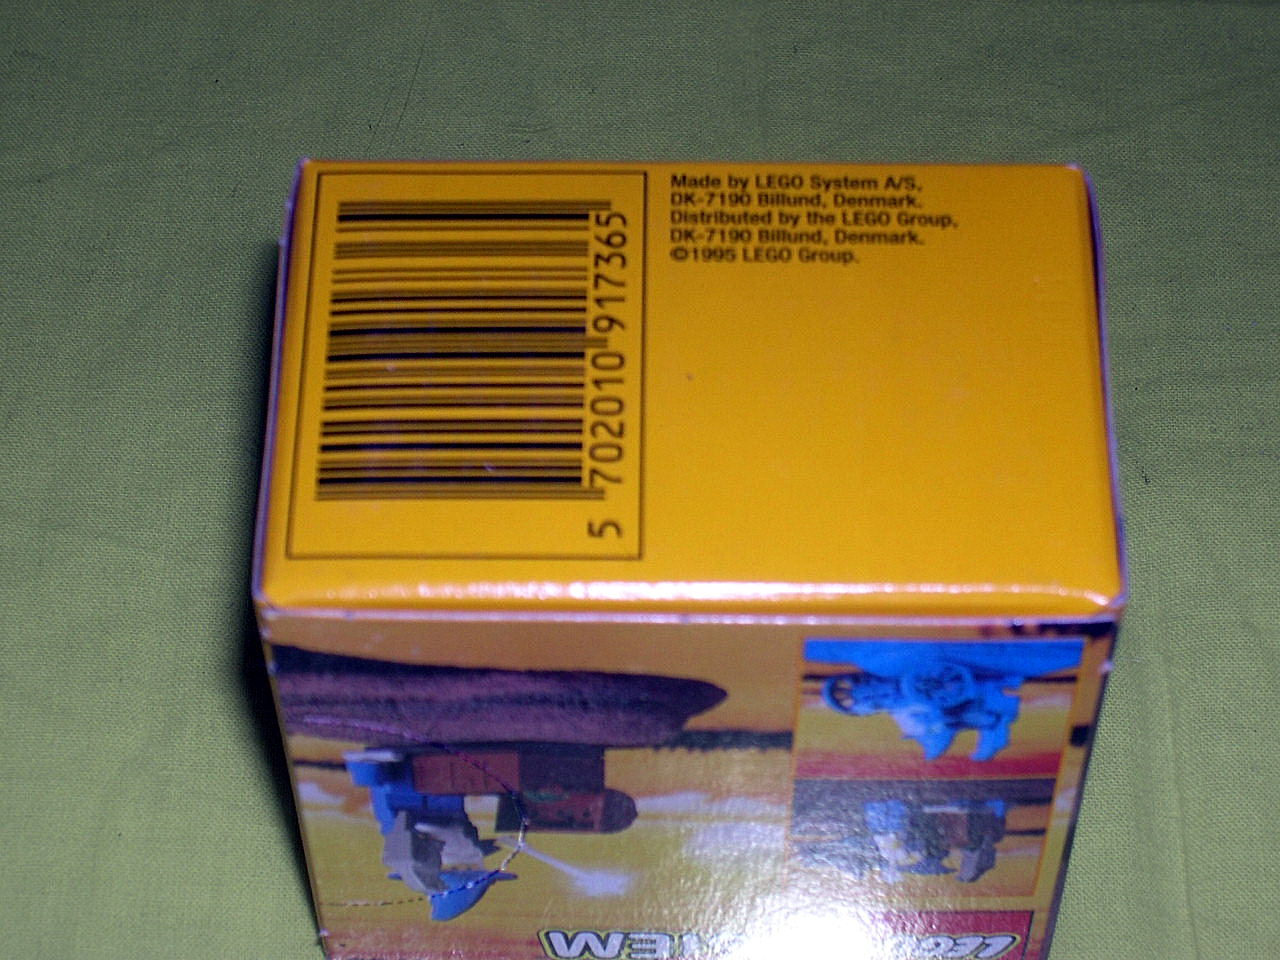 Made by LEGO System A/S,
DK-7190 Billund, Denmark.
Distributed by the LEGO Group,
DK-7190 Billund, Denmark.
©1995 LEGO Group.
5 702010 917365
LEGO